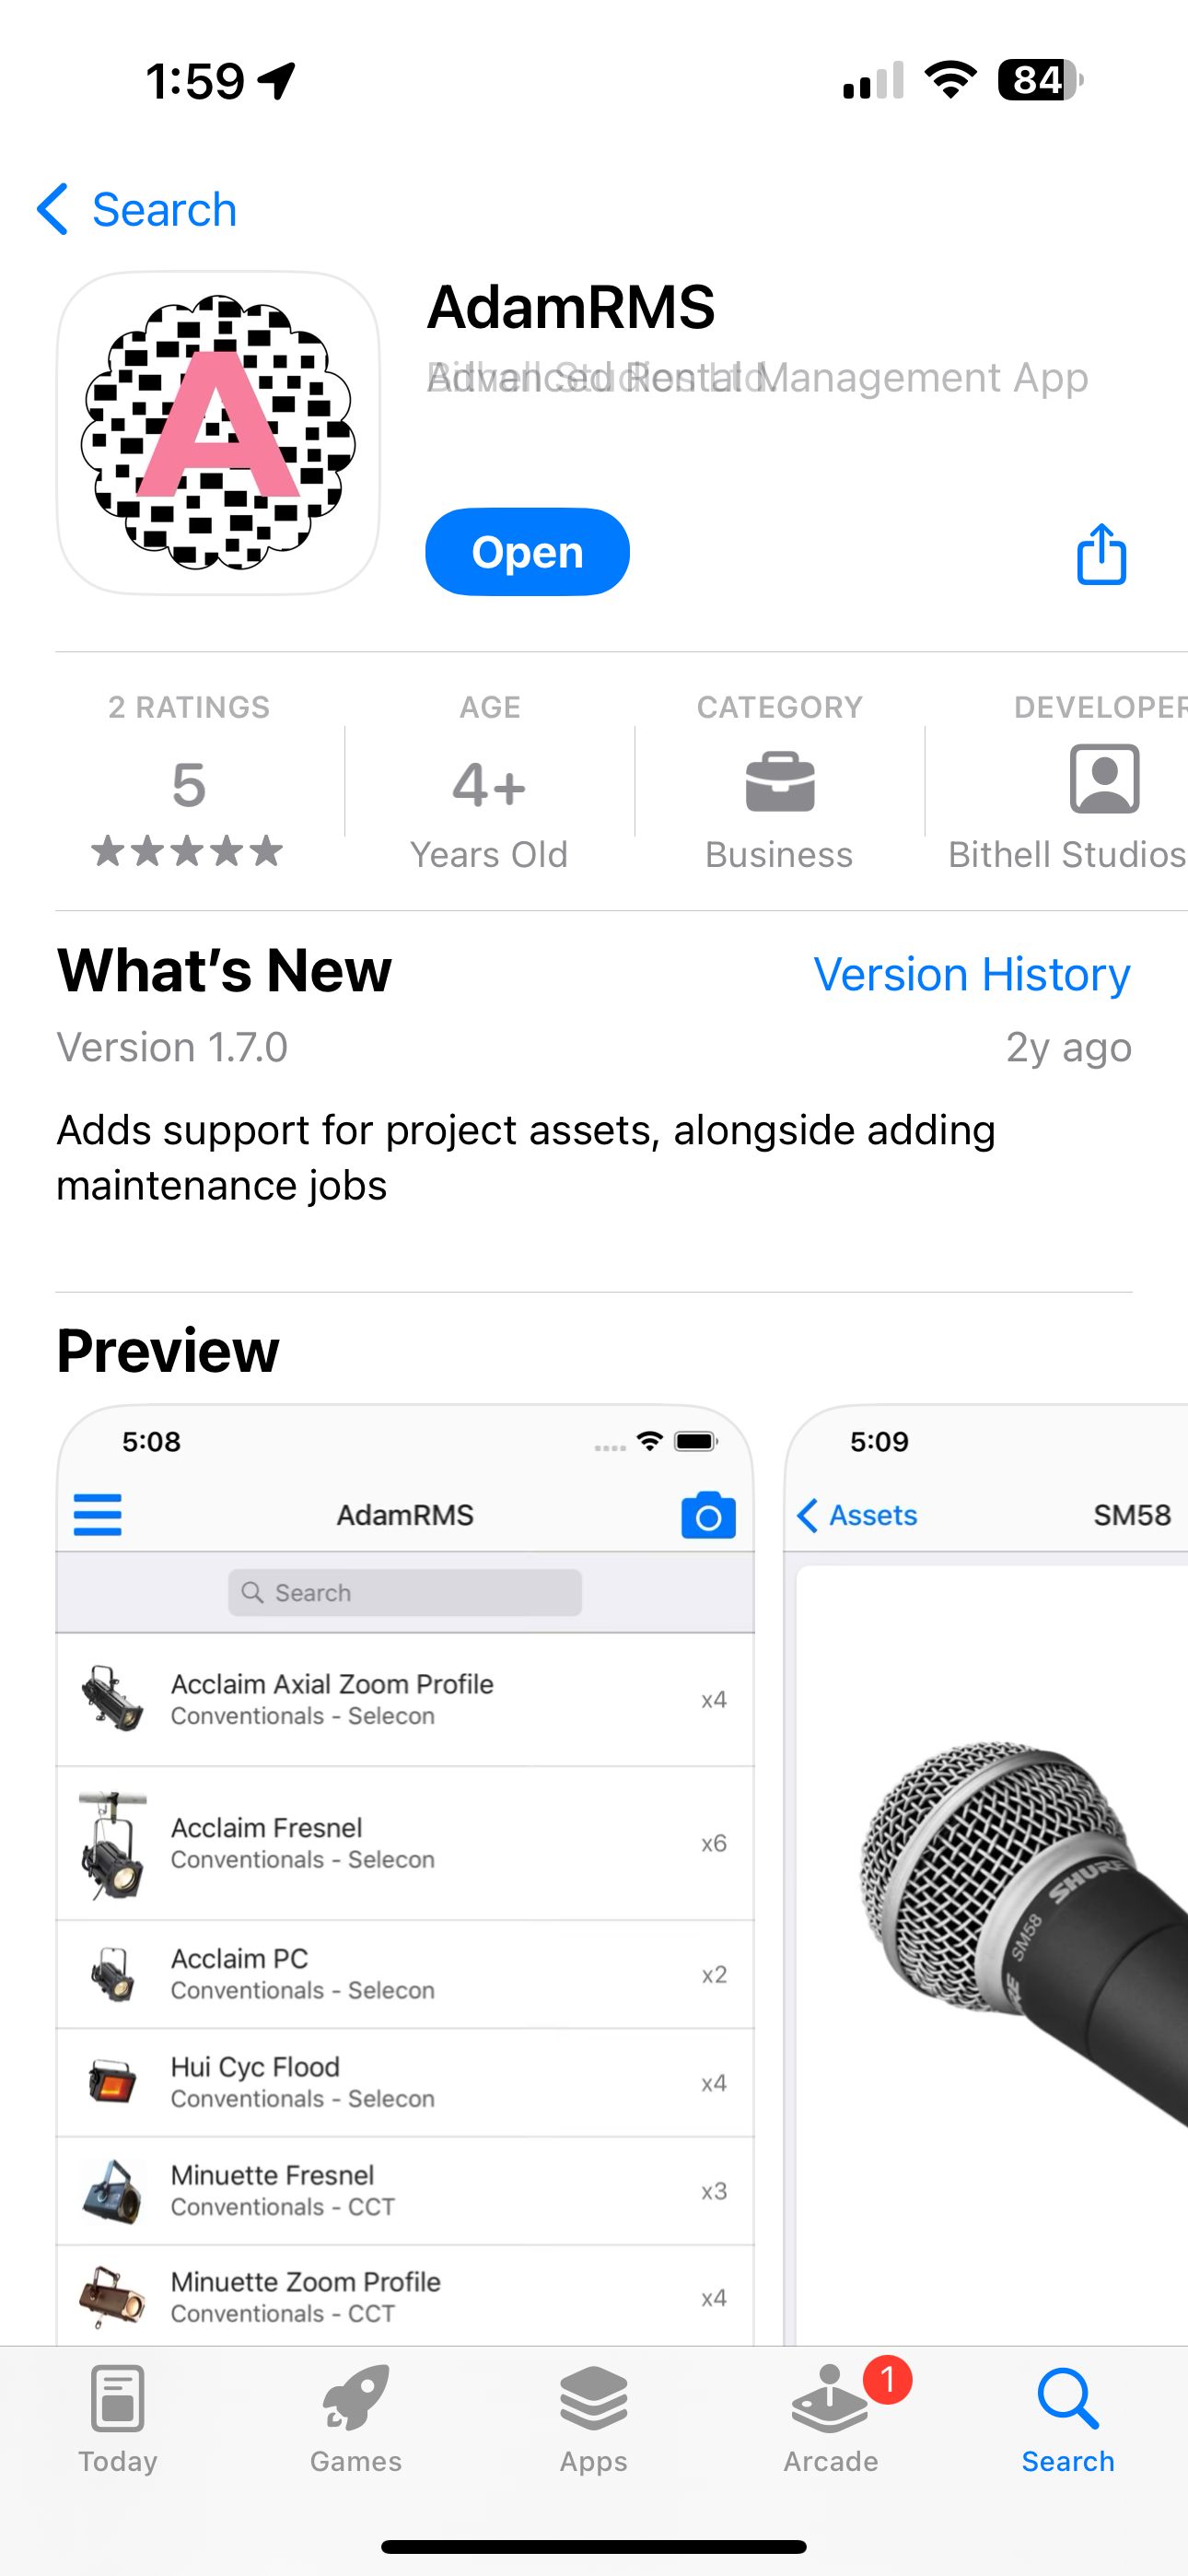 1:59
84
Search
A
AdamRMS
Advanced Rental Management App
Bithell Studios Ltd.
Open
2 RATINGS
AGE
CATEGORY
DEVELOPER
5
4+
Years Old
Business
Bithell Studios
What's New
Version History
Version 1.7.0
2y ago
Adds support for project assets, alongside adding
maintenance jobs
Preview
5:08
AdamRMS
Search
Acclaim Axial Zoom Profile
Conventionals - Selecon
x4
Acclaim Fresnel
Conventionals - Selecon
x6
Acclaim PC
Conventionals - Selecon
x2
Hui Cyc Flood
Conventionals - Selecon
x4
Minuette Fresnel
Conventionals - CCT
x3
Minuette Zoom Profile
Conventionals - CCT
x4
5:09
Assets
SM58
SHURE
SM58
Today
Games
Apps
Arcade
1
Search